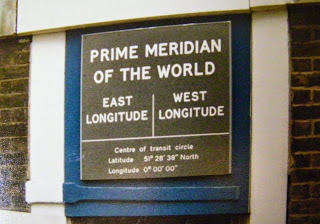 PRIME MERIDIAN
OF THE WORLD
EAST WEST
LONGITUDE LONGITUDE
Centre of transit circle
Latitude 51° 28' 38" North
Longitude 0° 00' 00"